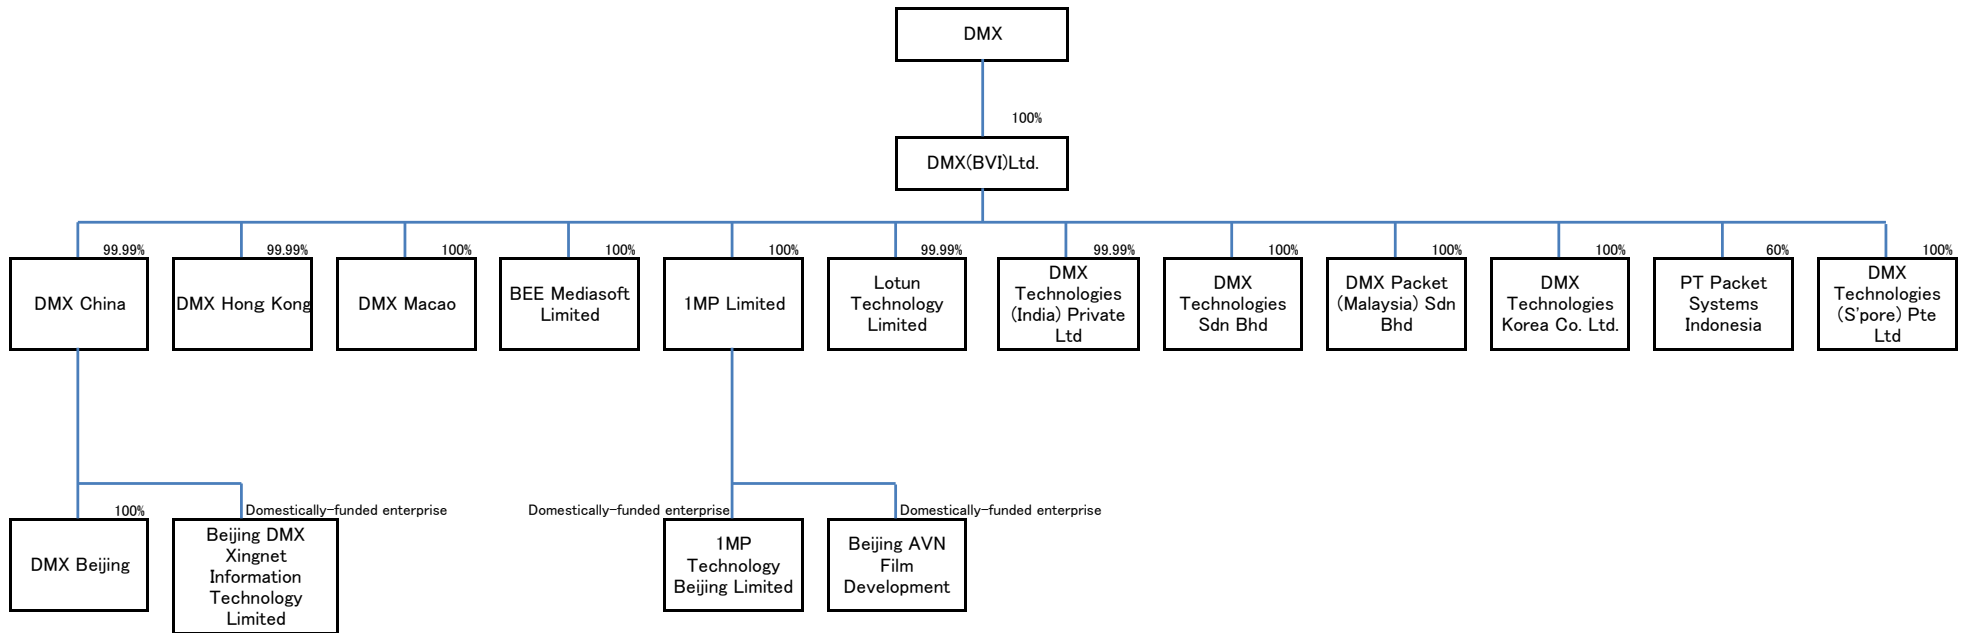 DMX
100%
DMX(BVI)Ltd.
99.99%
99.99%
100%
100%
100%
99.99%
99.99%
100%
100%
100%
60%
100%
DMX China
DMX Hong Kong
DMX Macao
BEE Mediasoft
Limited
1MP Limited
Lotun
Technology
Limited
DMX
Technologies
(India) Private
Ltd
DMX
Technologies
Sdn Bhd
DMX Packet
(Malaysia) Sdn
Bhd
DMX
Technologies
Korea Co. Ltd.
PT Packet
Systems
Indonesia
DMX
Technologies
(S'pore) Pte
Ltd
100%
Domestically-funded enterprise
Domestically-funded enterprise
Domestically-funded enterprise
DMX Beijing
Beijing DMX
Xingnet
Information
Technology
Limited
1MP
Technology
Beijing Limited
Beijing AVN
Film
Development